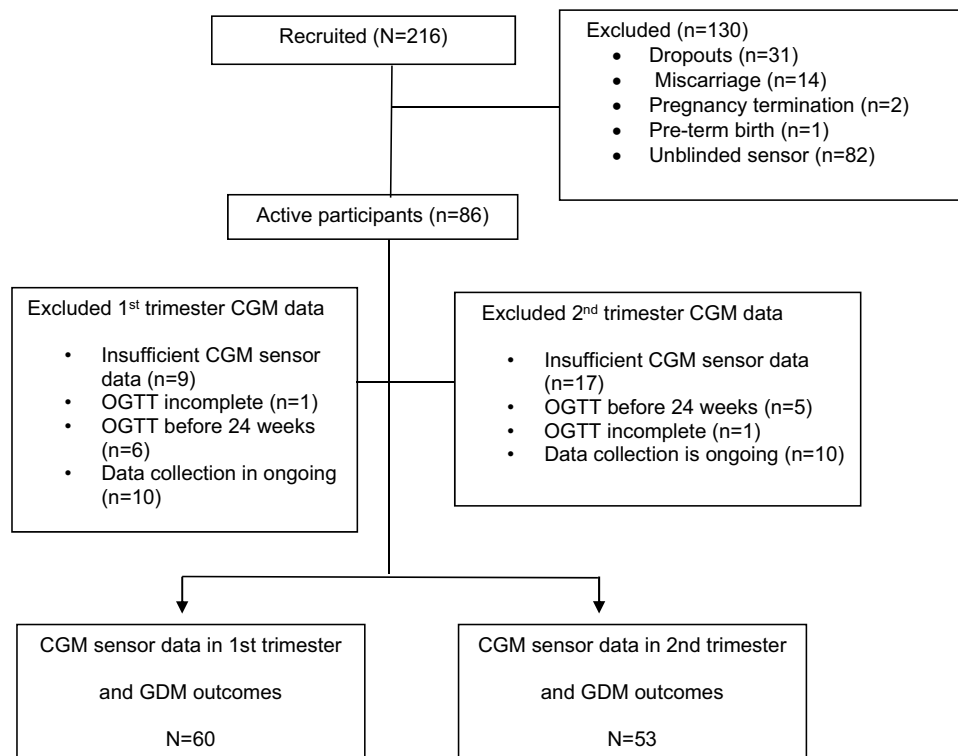 Recruited (N=216)
Excluded (n=130)
• Dropouts (n=31)
• Miscarriage (n=14)
• Pregnancy termination (n=2)
• Pre-term birth (n=1)
• Unblinded sensor (n=82)
Active participants (n=86)
Excluded 1st trimester CGM data
• Insufficient CGM sensor
data (n=9)
• OGTT incomplete (n=1)
• OGTT before 24 weeks
(n=6)
• Data collection in ongoing
(n=10)
Excluded 2nd trimester CGM data
• Insufficient CGM sensor data
(n=17)
• OGTT before 24 weeks (n=5)
• OGTT incomplete (n=1)
• Data collection is ongoing (n=10)
CGM sensor data in 1st trimester
and GDM outcomes
N=60
CGM sensor data in 2nd trimester
and GDM outcomes
N=53